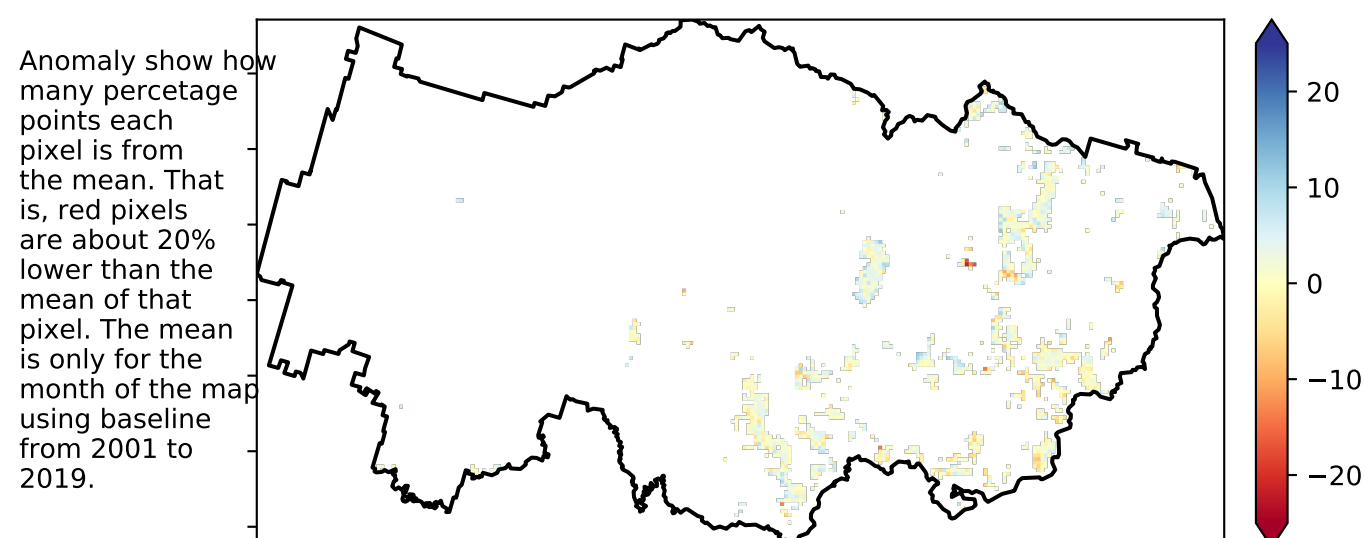 Anomaly show how
many percetage
points each
pixel is from
the mean. That
is, red pixels
are about 20%
lower than the
mean of that
pixel. The mean
is only for the
month of the map
using baseline
from 2001 to
2019.
20
10
0
−10
−20